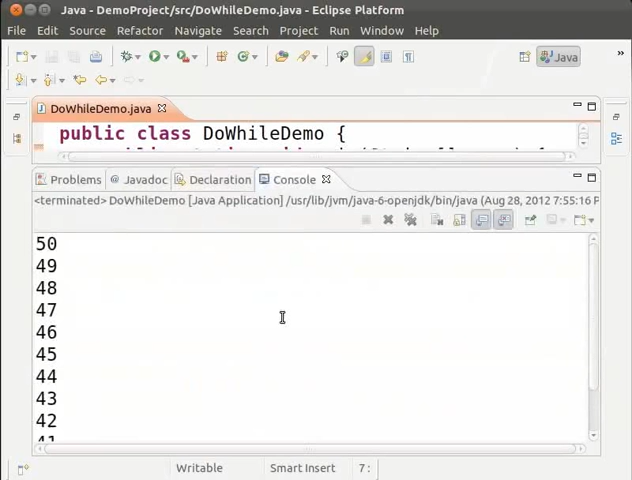 Java - DemoProject/src/DoWhileDemo.java - Eclipse Platform
File Edit Source Refactor Navigate Search Project Run Window Help
Java
DoWhileDemo.java
public class DoWhileDemo {
Problems Javadoc Declaration Console
<terminated> DoWhileDemo [Java Application] /usr/lib/jvm/java-6-openjdk/bin/java (Aug 28, 2012 7:55:16 P
50
49
48
47
46
45
44
43
42
41
Writable Smart Insert 7 :